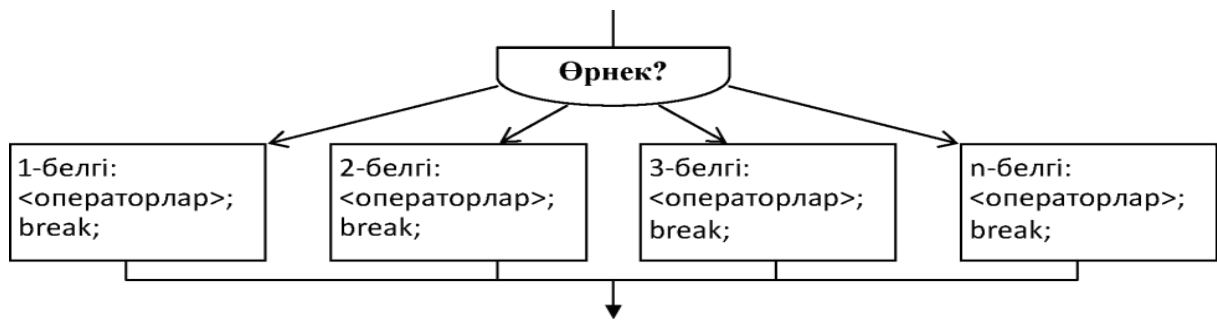 Өрнек?
1-белгі:
<операторлар>;
break;
2-белгі:
<операторлар>;
break;
3-белгі:
<операторлар>;
break;
n-белгі:
<операторлар>;
break;